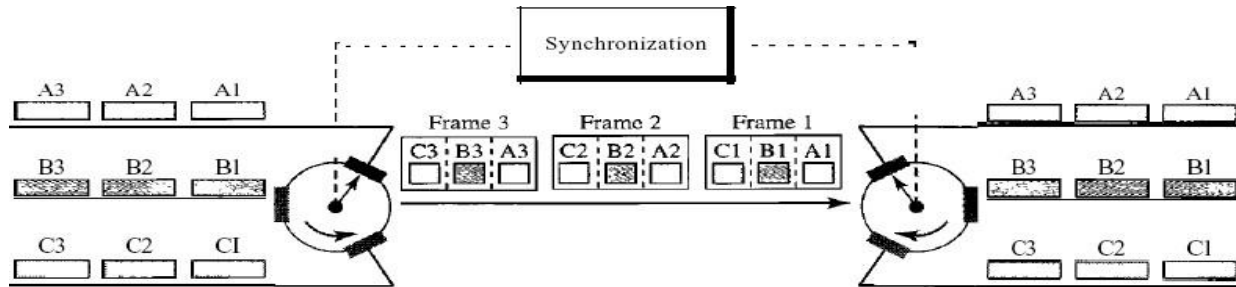 Synchronization
A3 A2 A1
A3 A2 A1
Frame 3 Frame 2 Frame 1
C3 B3 A3 C2 B2 A2 C1 B1 A1
B3 B2 B1
B3 B2 B1
C3 C2 CI
C3 C2 C1